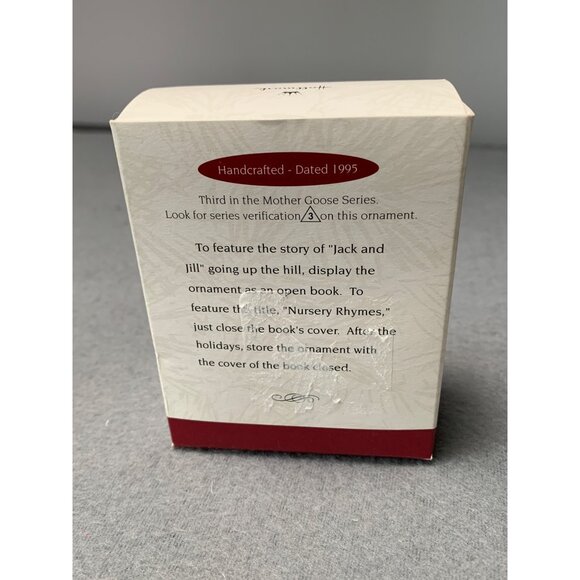 Hallmark
Handcrafted - Dated 1995
Third in the Mother Goose Series.
Look for series verification 3 on this ornament.
To feature the story of "Jack and
Jill" going up the hill, display the
ornament as an open book. To
feature the title, "Nursery Rhymes,"
just close the book's cover. After the
holidays, store the ornament with
the cover of the book closed.